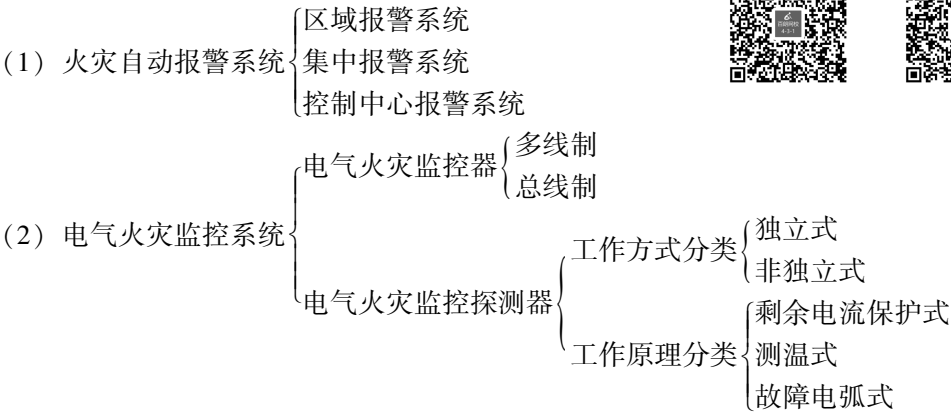 (1) 火灾自动报警系统
区域报警系统
集中报警系统
控制中心报警系统
(2) 电气火灾监控系统
电气火灾监控器
多线制
总线制
电气火灾监控探测器
工作方式分类
独立式
非独立式
工作原理分类
剩余电流保护式
测温式
故障电弧式
4-3-1